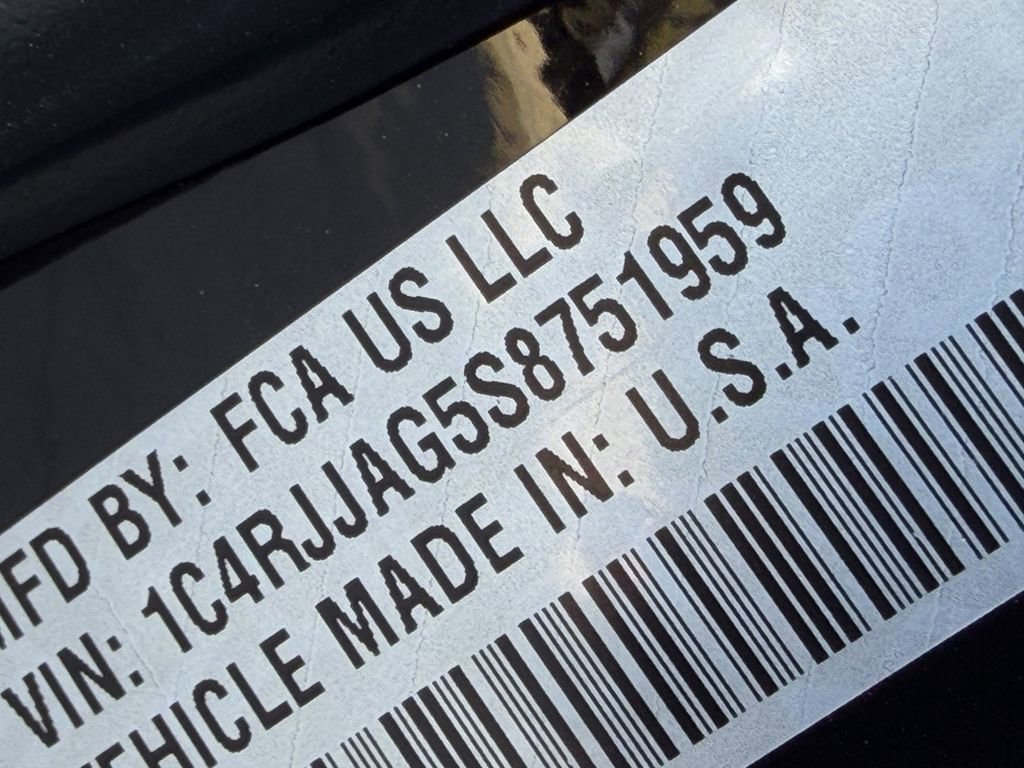 MFD BY: FCA US LLC
VIN: 1C4RJJAG5S8751959
VEHICLE MADE IN: U.S.A.